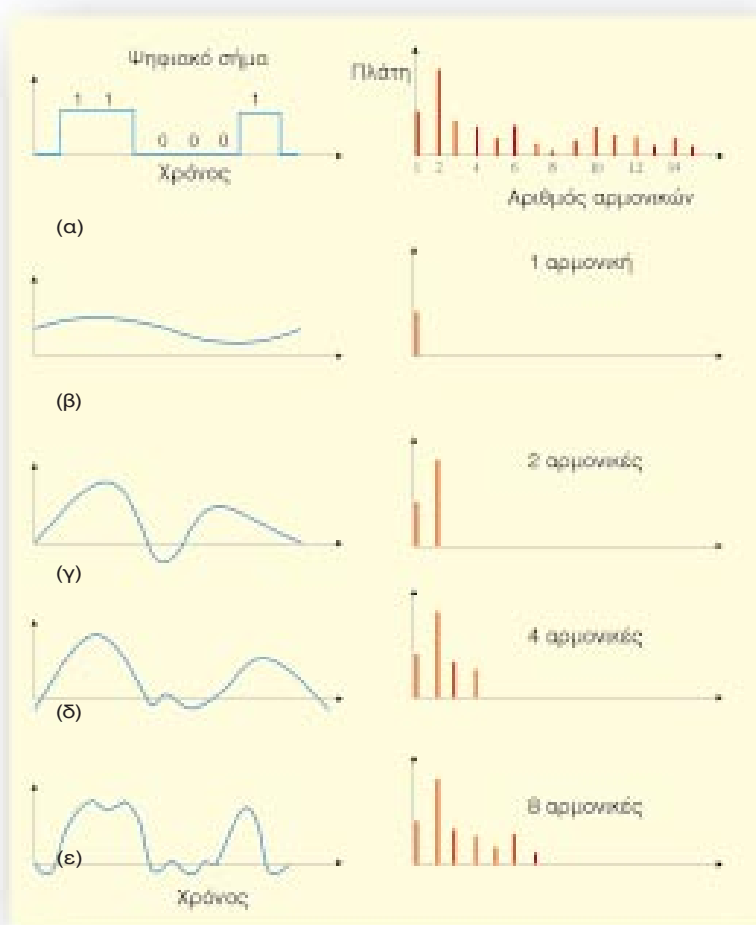 Ψηφιακό σήμα
1 1 1
0 0 0
Χρόνος
Πλάτη
1 2 4 6 8 10 12 14
Αριθμός αρμονικών
(α)
1 αρμονική
(β)
2 αρμονικές
(γ)
4 αρμονικές
(δ)
8 αρμονικές
(ε)
Χρόνος